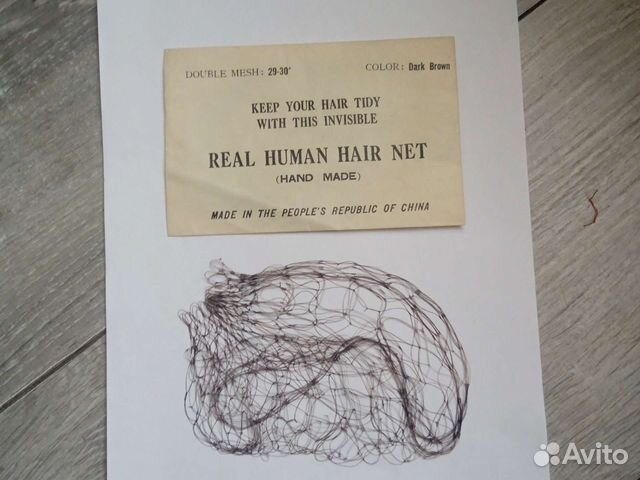 DOUBLE MESH: 29-30" COLOR: Dark Brown
KEEP YOUR HAIR TIDY
WITH THIS INVISIBLE
REAL HUMAN HAIR NET
(HAND MADE)
MADE IN THE PEOPLE'S REPUBLIC OF CHINA
Avito